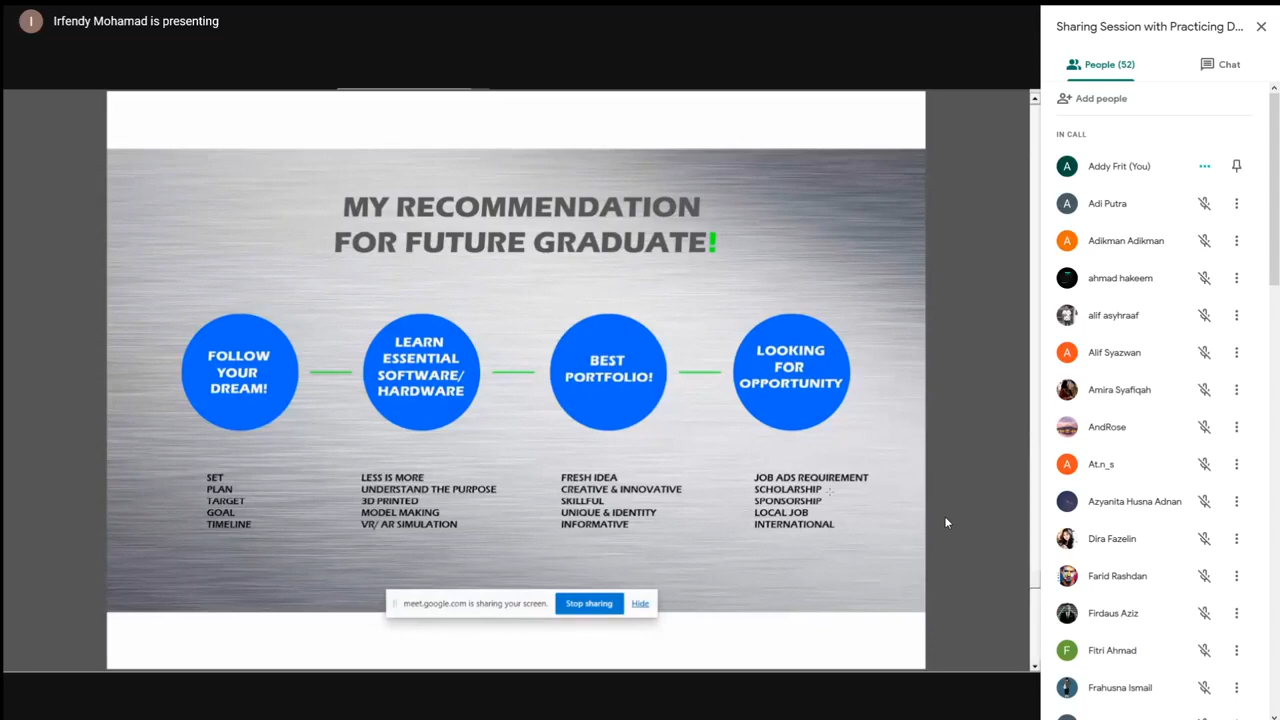 I
Irfendy Mohamad is presenting
MY RECOMMENDATION
FOR FUTURE GRADUATE!
FOLLOW
YOUR
DREAM!
LEARN
ESSENTIAL
SOFTWARE/
HARDWARE
BEST
PORTFOLIO!
LOOKING
FOR
OPPORTUNITY
SET
PLAN
TARGET
GOAL
TIMELINE
LESS IS MORE
UNDERSTAND THE PURPOSE
3D PRINTED
MODEL MAKING
VR/ AR SIMULATION
FRESH IDEA
CREATIVE & INNOVATIVE
SKILLFUL
UNIQUE & IDENTITY
INFORMATIVE
JOB ADS REQUIREMENT
SCHOLARSHIP
SPONSORSHIP
LOCAL JOB
INTERNATIONAL
meet.google.com is sharing your screen. Stop sharing Hide
Sharing Session with Practicing D...
People (52) Chat
Add people
IN CALL
A Addy Frit (You)
A Adi Putra
A Adikman Adikman
ahmad hakeem
alif asyhraaf
A Alif Syazwan
Amira Syafiqah
AndRose
A At.n_s
Azyanita Husna Adnan
Dira Fazelin
Farid Rashdan
Firdaus Aziz
F Fitri Ahmad
Frahusna Ismail